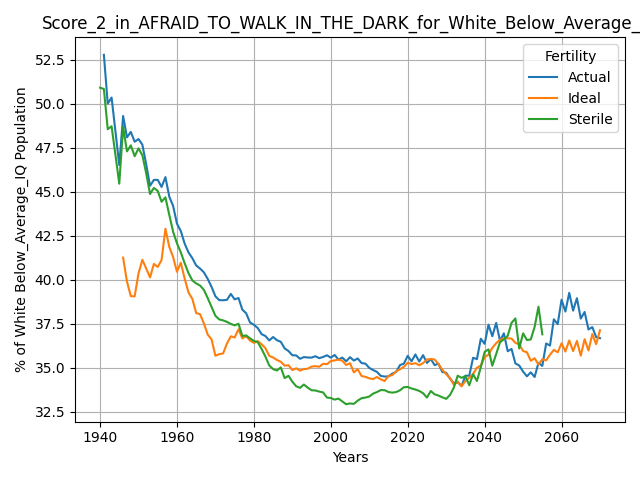 Score_2_in_AFRAID_TO_WALK_IN_THE_DARK_for_White_Below_Average_
Fertility
Actual
Ideal
Sterile
% of White Below_Average_IQ Population
52.5
50.0
47.5
45.0
42.5
40.0
37.5
35.0
32.5
1940 1960 1980 2000 2020 2040 2060
Years